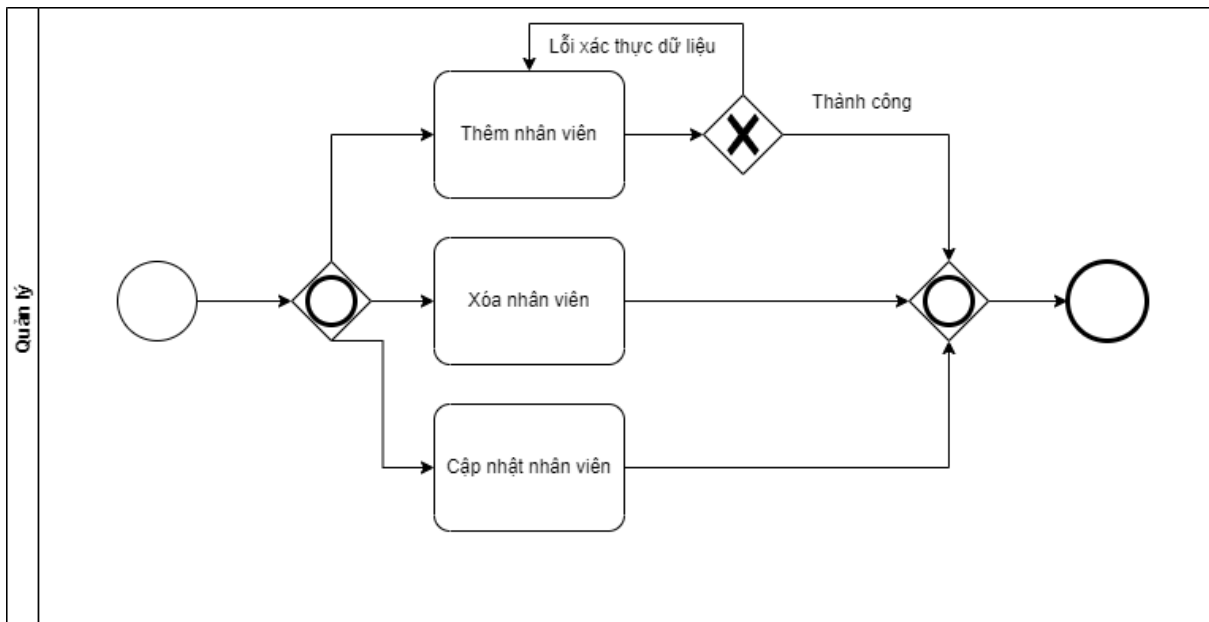 Quản lý
Lỗi xác thực dữ liệu
Thành công
Thêm nhân viên
Xóa nhân viên
Cập nhật nhân viên